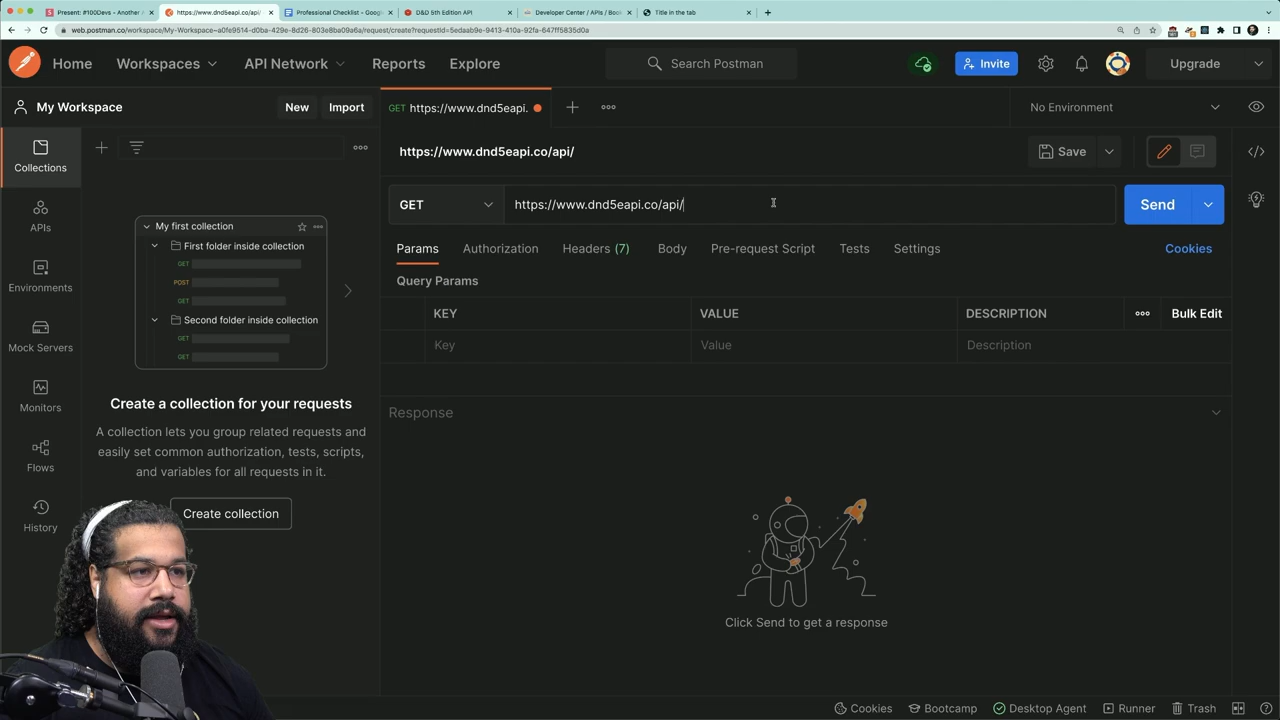 Present: #100Devs - Another A
https://www.dnd5eapi.co/api/
Professional Checklist - Google
D&D 5th Edition API
Developer Center / APIs / Book
Title in the tab
web.postman.co/workspace/My-Workspace~a0fe9514-d0ba-429e-8d26-803e8ba09a6a/request/create?requestId=5edaab9e-9413-410a-92fa-647ff5835d0a
Home
Workspaces
API Network
Reports
Explore
Search Postman
Invite
Upgrade
My Workspace
New
Import
GET https://www.dnd5eapi.
No Environment
Collections
APIs
Environments
Mock Servers
Monitors
Flows
History
My first collection
First folder inside collection
GET
POST
GET
Second folder inside collection
GET
GET
Create a collection for your requests
A collection lets you group related requests and
easily set common authorization, tests, scripts,
and variables for all requests in it.
Create collection
https://www.dnd5eapi.co/api/
Save
GET
https://www.dnd5eapi.co/api/
Send
Params
Authorization
Headers (7)
Body
Pre-request Script
Tests
Settings
Cookies
Query Params
KEY
VALUE
DESCRIPTION
Bulk Edit
Key
Value
Description
Response
Click Send to get a response
Cookies
Bootcamp
Desktop Agent
Runner
Trash